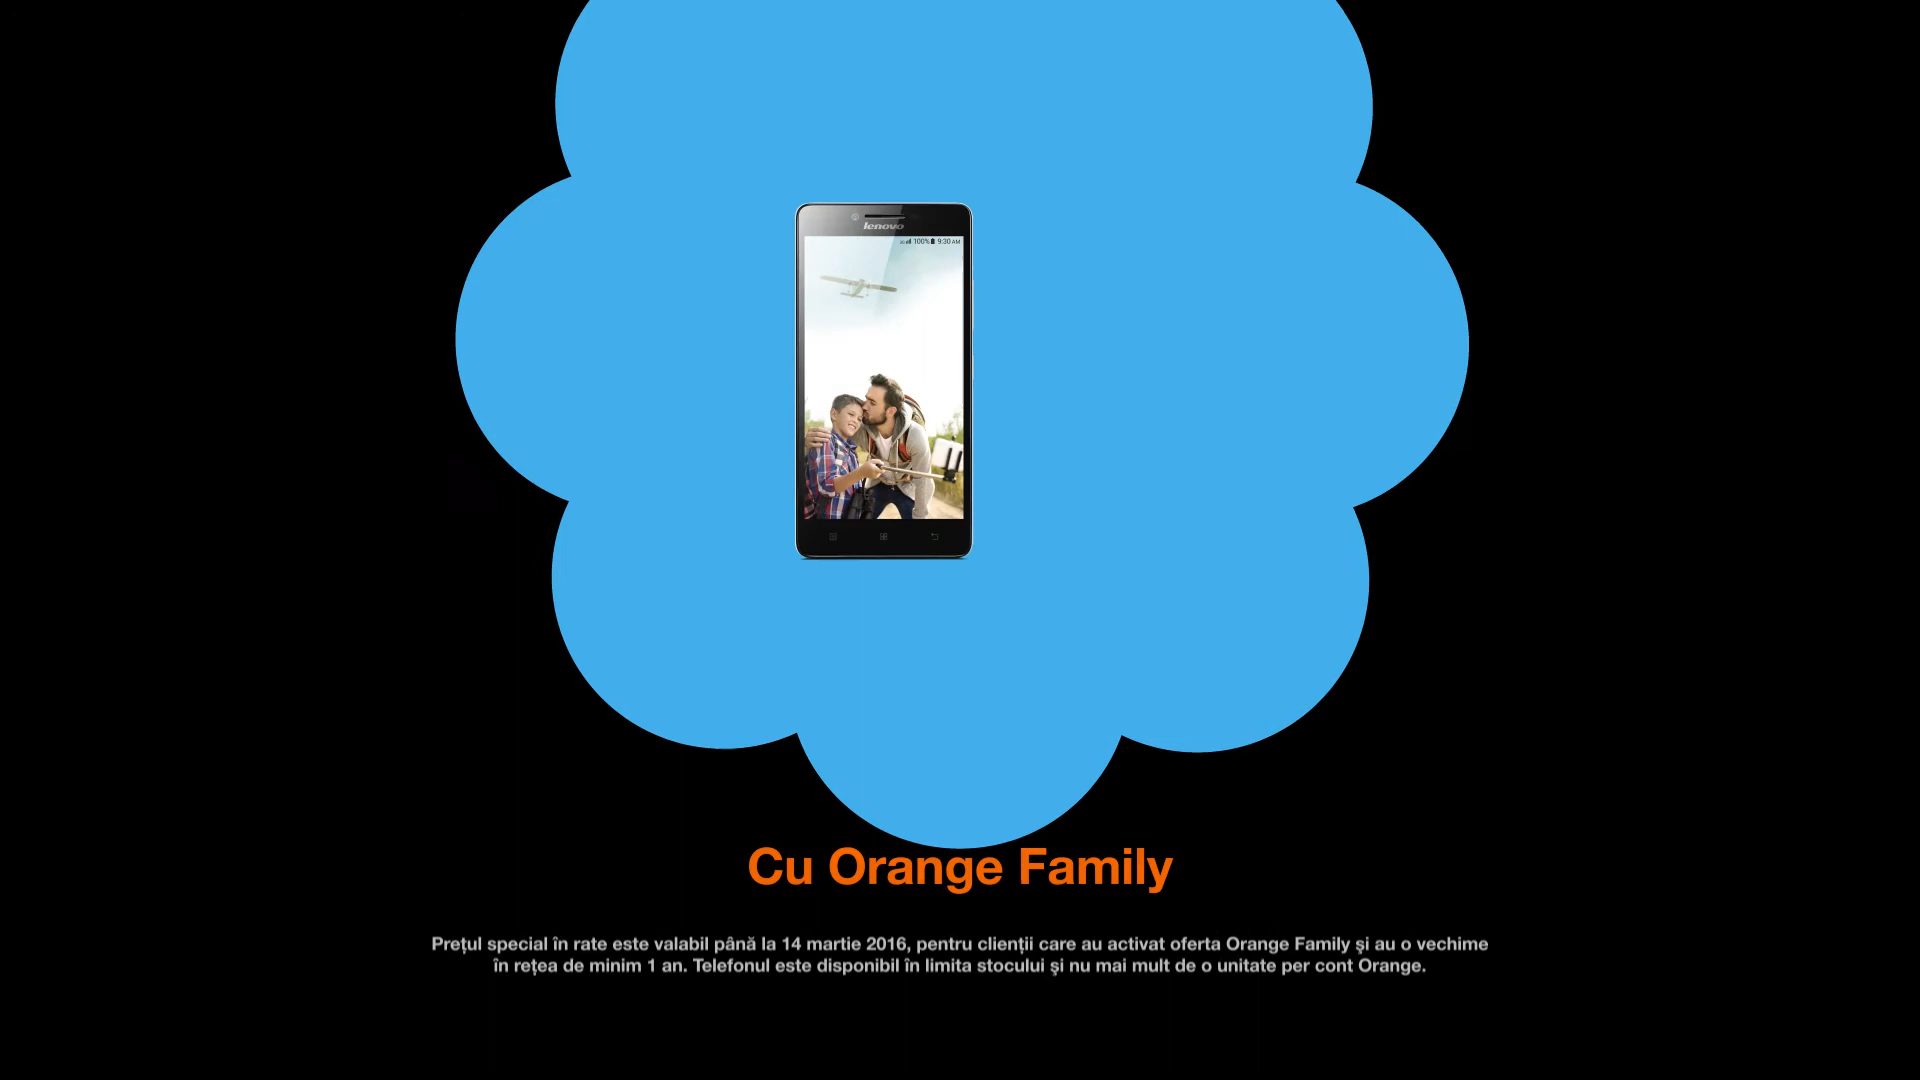 lenovo
3G 100% 9:30 AM
Cu Orange Family
Prețul special în rate este valabil până la 14 martie 2016, pentru clienții care au activat oferta Orange Family și au o vechime
în rețea de minim 1 an. Telefonul este disponibil în limita stocului și nu mai mult de o unitate per cont Orange.